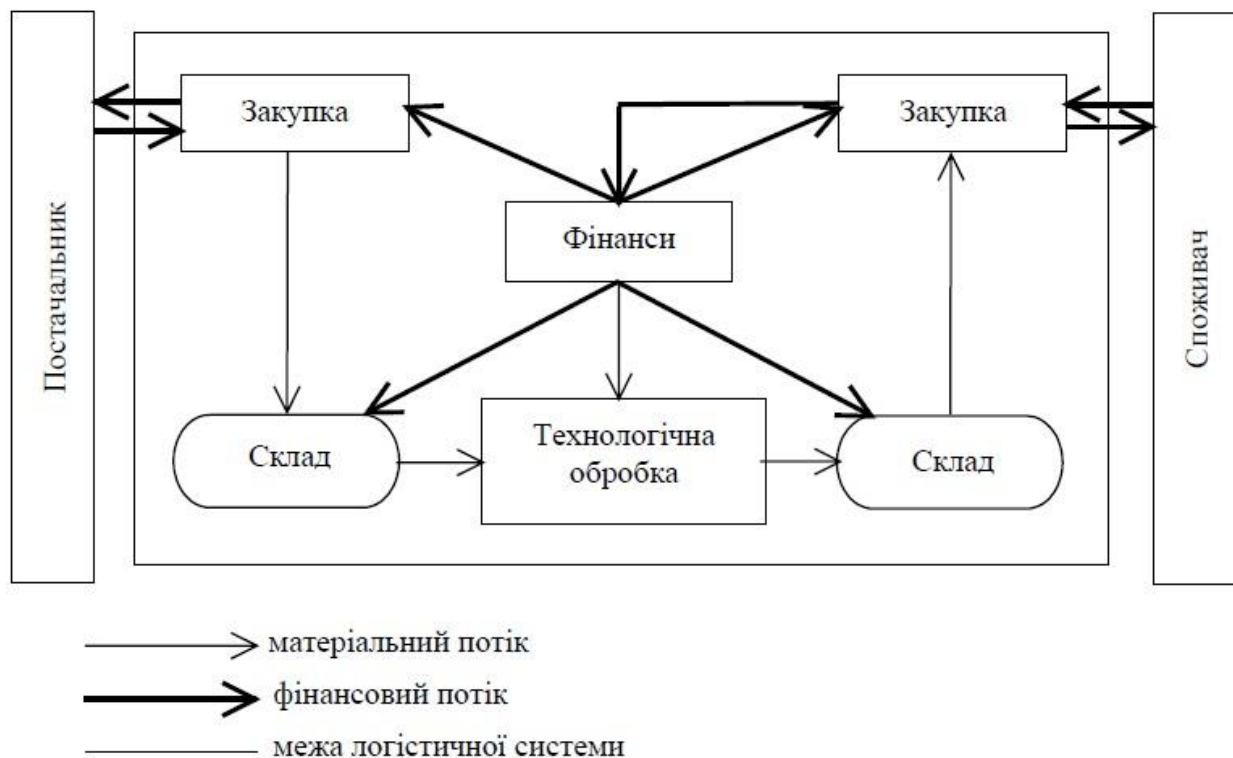 Постачальник
Закупка
Закупка
Фінанси
Склад
Технологічна
обробка
Склад
Споживач
матеріальний потік
фінансовий потік
межа логістичної системи